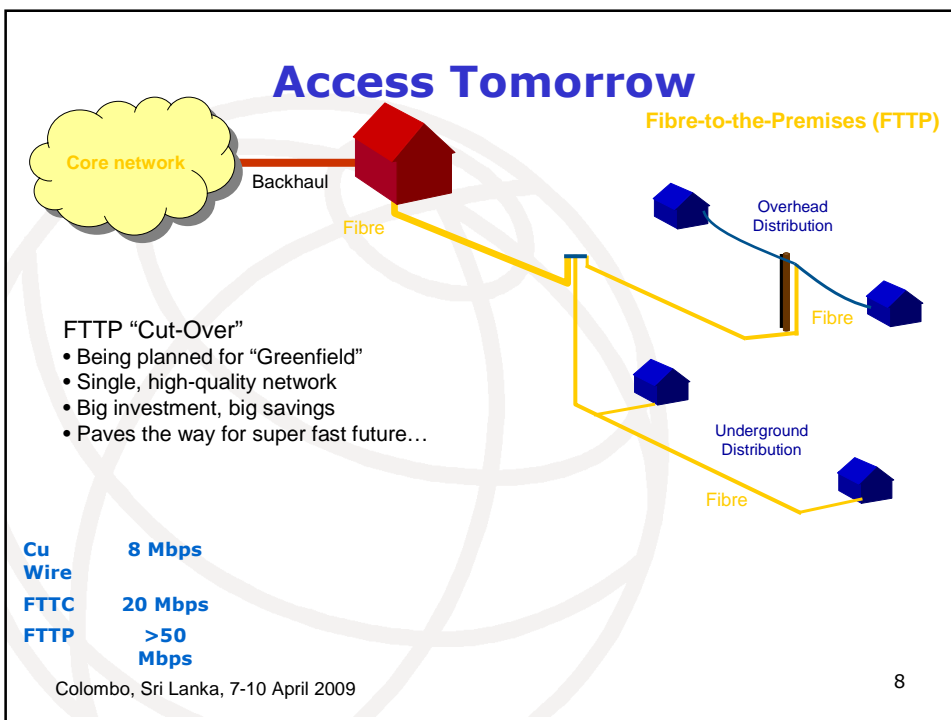 Access Tomorrow
Fibre-to-the-Premises (FTTP)
Core network
Backhaul
Fibre
Overhead
Distribution
Fibre
FTTP “Cut-Over”
• Being planned for “Greenfield”
• Single, high-quality network
• Big investment, big savings
• Paves the way for super fast future…
Underground
Distribution
Fibre
Cu 8 Mbps
Wire
FTTC 20 Mbps
FTTP >50
Mbps
Colombo, Sri Lanka, 7-10 April 2009
8